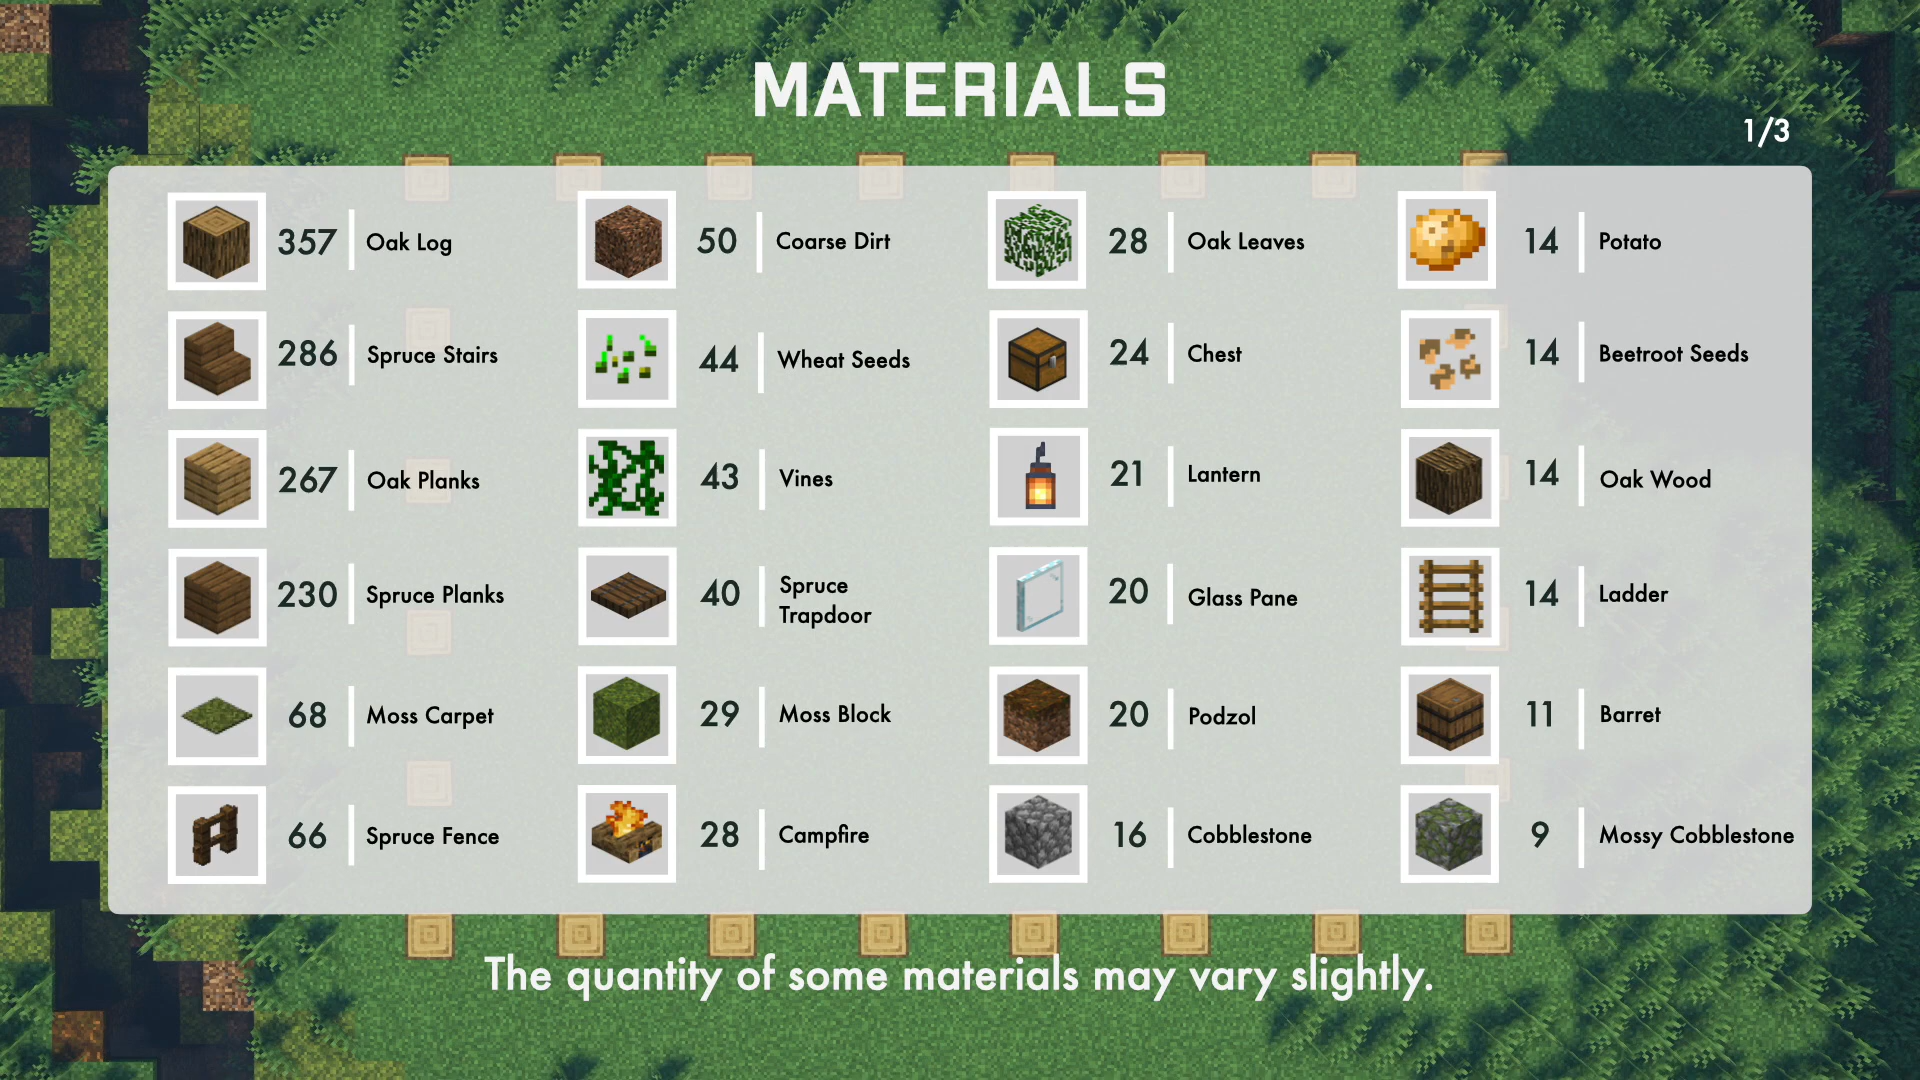 MATERIALS
1/3
357 Oak Log
50 Coarse Dirt
28 Oak Leaves
14 Potato
286 Spruce Stairs
44 Wheat Seeds
24 Chest
14 Beetroot Seeds
267 Oak Planks
43 Vines
21 Lantern
14 Oak Wood
230 Spruce Planks
40 Spruce
Trapdoor
20 Glass Pane
14 Ladder
68 Moss Carpet
29 Moss Block
20 Podzol
11 Barret
66 Spruce Fence
28 Campfire
16 Cobblestone
9 Mossy Cobblestone
The quantity of some materials may vary slightly.